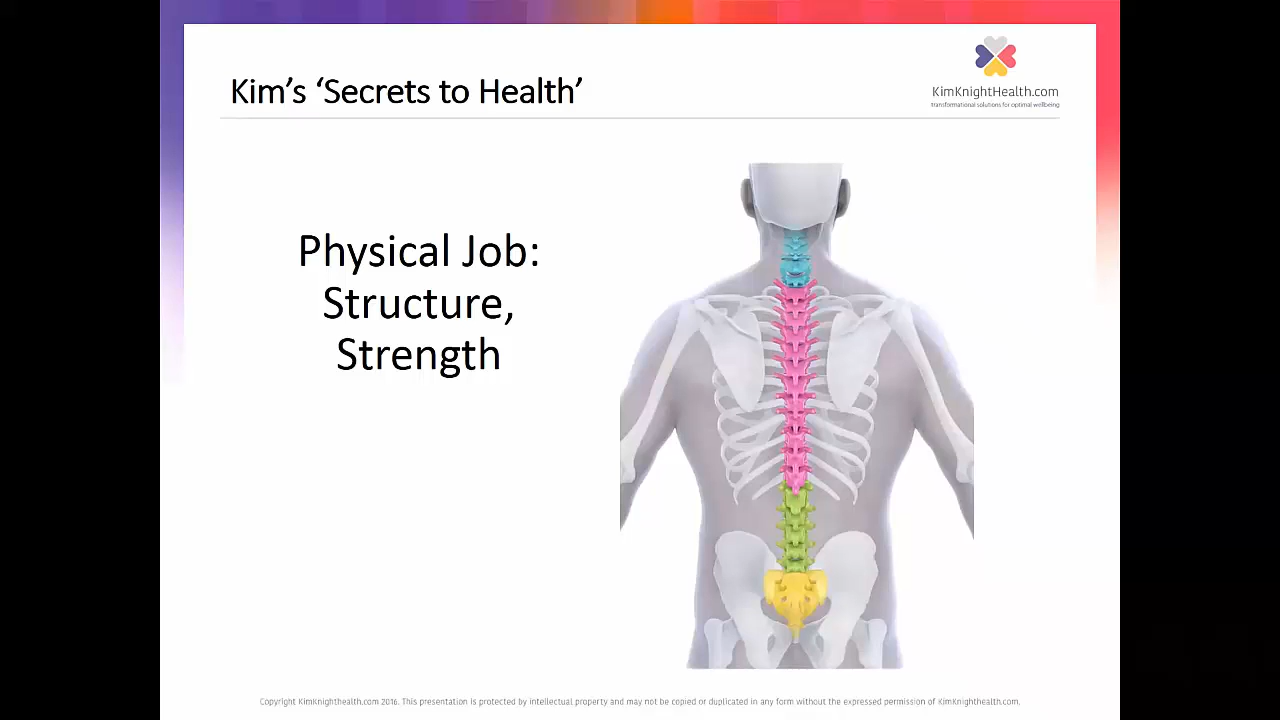 Kim's 'Secrets to Health'
KimKnightHealth.com
transformational solutions for optimal wellbeing
Physical Job:
Structure,
Strength
Copyright KimKnighthealth.com 2016. This presentation is protected by intellectual property and may not be copied or duplicated in any form without the expressed permission of KimKnighthealth.com.